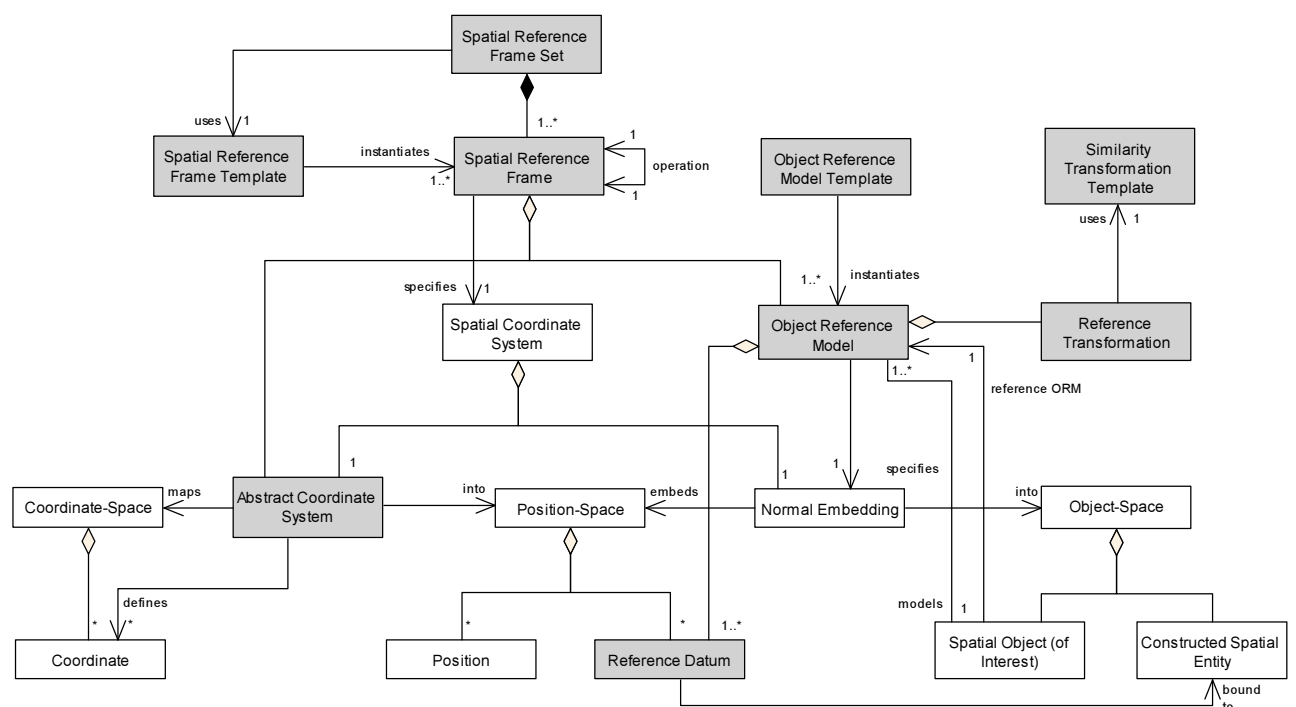 Spatial Reference
Frame Set
uses
1
1..*
Spatial Reference
Frame Template
instantiates
1..*
Spatial Reference
Frame
1
operation
1
Object Reference
Model Template
Similarity
Transformation
Template
uses
1
specifies
1
1..*
instantiates
Spatial Coordinate
System
Object Reference
Model
Reference
Transformation
1..*
1
reference ORM
1
1
1
specifies
Coordinate-Space
maps
Abstract Coordinate
System
into
Position-Space
embeds
Normal Embedding
into
Object-Space
defines
*
*
*
*
1..*
models
1
Coordinate
Position
Reference Datum
Spatial Object (of
Interest)
Constructed Spatial
Entity
bound
to